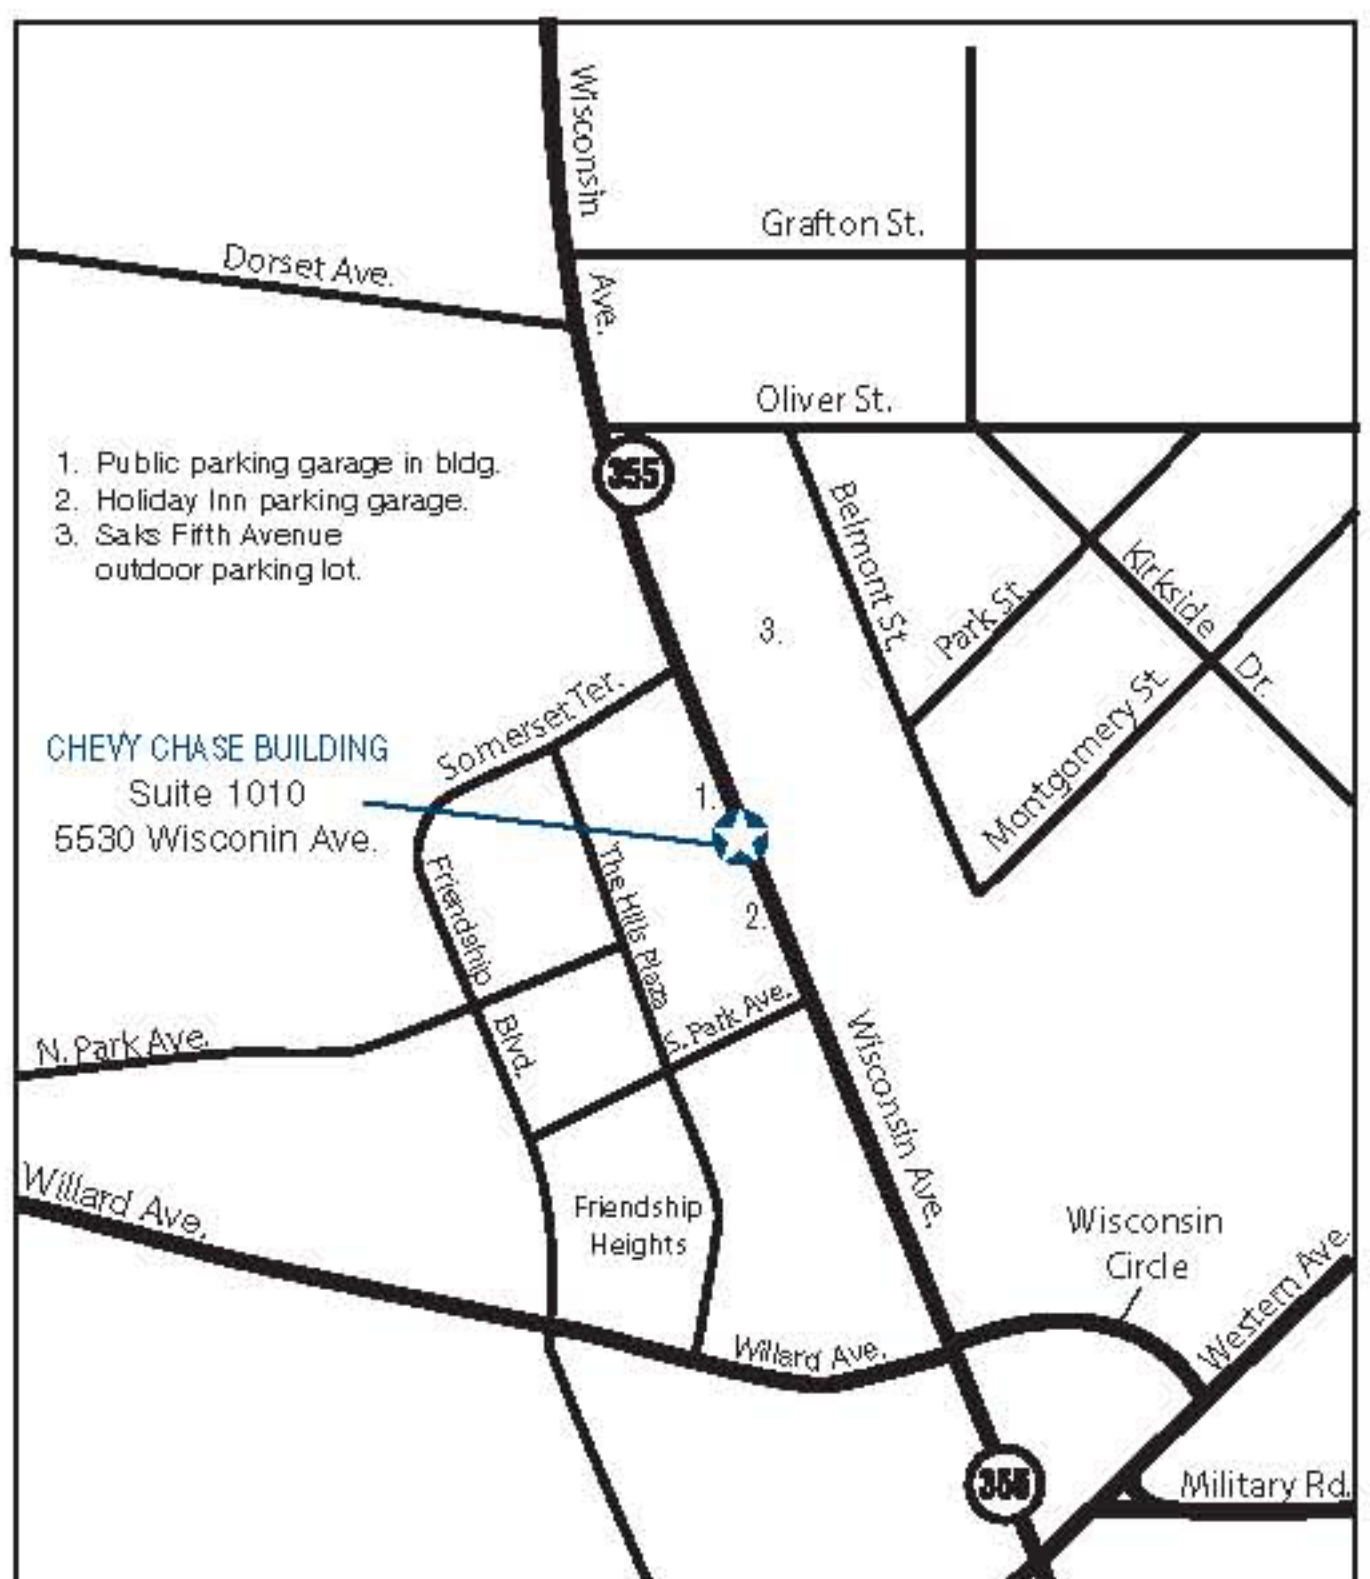 Wisconsin
Ave.
Grafton St.
Dorset Ave.
Oliver St.
355
1. Public parking garage in bldg.
2. Holiday Inn parking garage.
3. Saks Fifth Avenue
outdoor parking lot.
Belmont St.
Park St.
Kirkside
Dr.
Montgomery St.
3.
Somerset Ter.
CHEVY CHASE BUILDING
Suite 1010
5530 Wisconin Ave.
1.
2.
Friendship
Blvd.
The Hills Plaza
N. Park Ave.
S. Park Ave.
Wisconsin Ave.
Willard Ave.
Friendship
Heights
Wisconsin
Circle
Western Ave.
Willard Ave.
355
Military Rd.